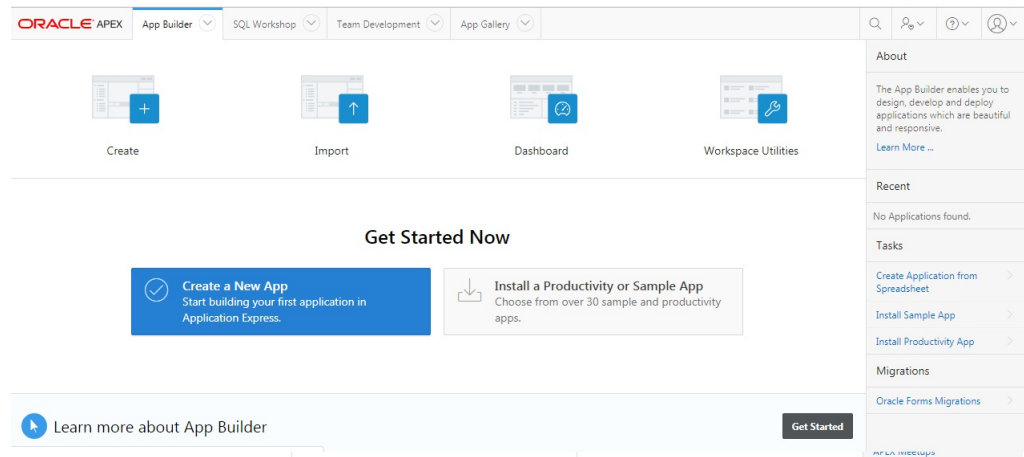 ORACLE APEX App Builder SQL Workshop Team Development App Gallery
Create
Import
Dashboard
Workspace Utilities
Get Started Now
Create a New App
Start building your first application in
Application Express.
Install a Productivity or Sample App
Choose from over 30 sample and productivity
apps.
Learn more about App Builder
Get Started
About
The App Builder enables you to
design, develop and deploy
applications which are beautiful
and responsive.
Learn More ...
Recent
No Applications found.
Tasks
Create Application from
Spreadsheet
Install Sample App
Install Productivity App
Migrations
Oracle Forms Migrations
APEX Meetups